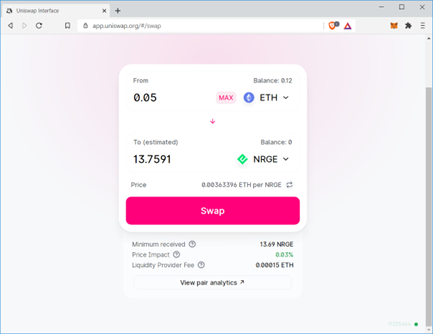 Uniswap Interface
app.uniswap.org/#/swap
From Balance: 0.12
0.05 MAX ETH
To (estimated) Balance: 0
13.7591 NRGE
Price 0.00363396 ETH per NRGE
Swap
Minimum received 13.69 NRGE
Price Impact 0.03%
Liquidity Provider Fee 0.00015 ETH
View pair analytics ↗